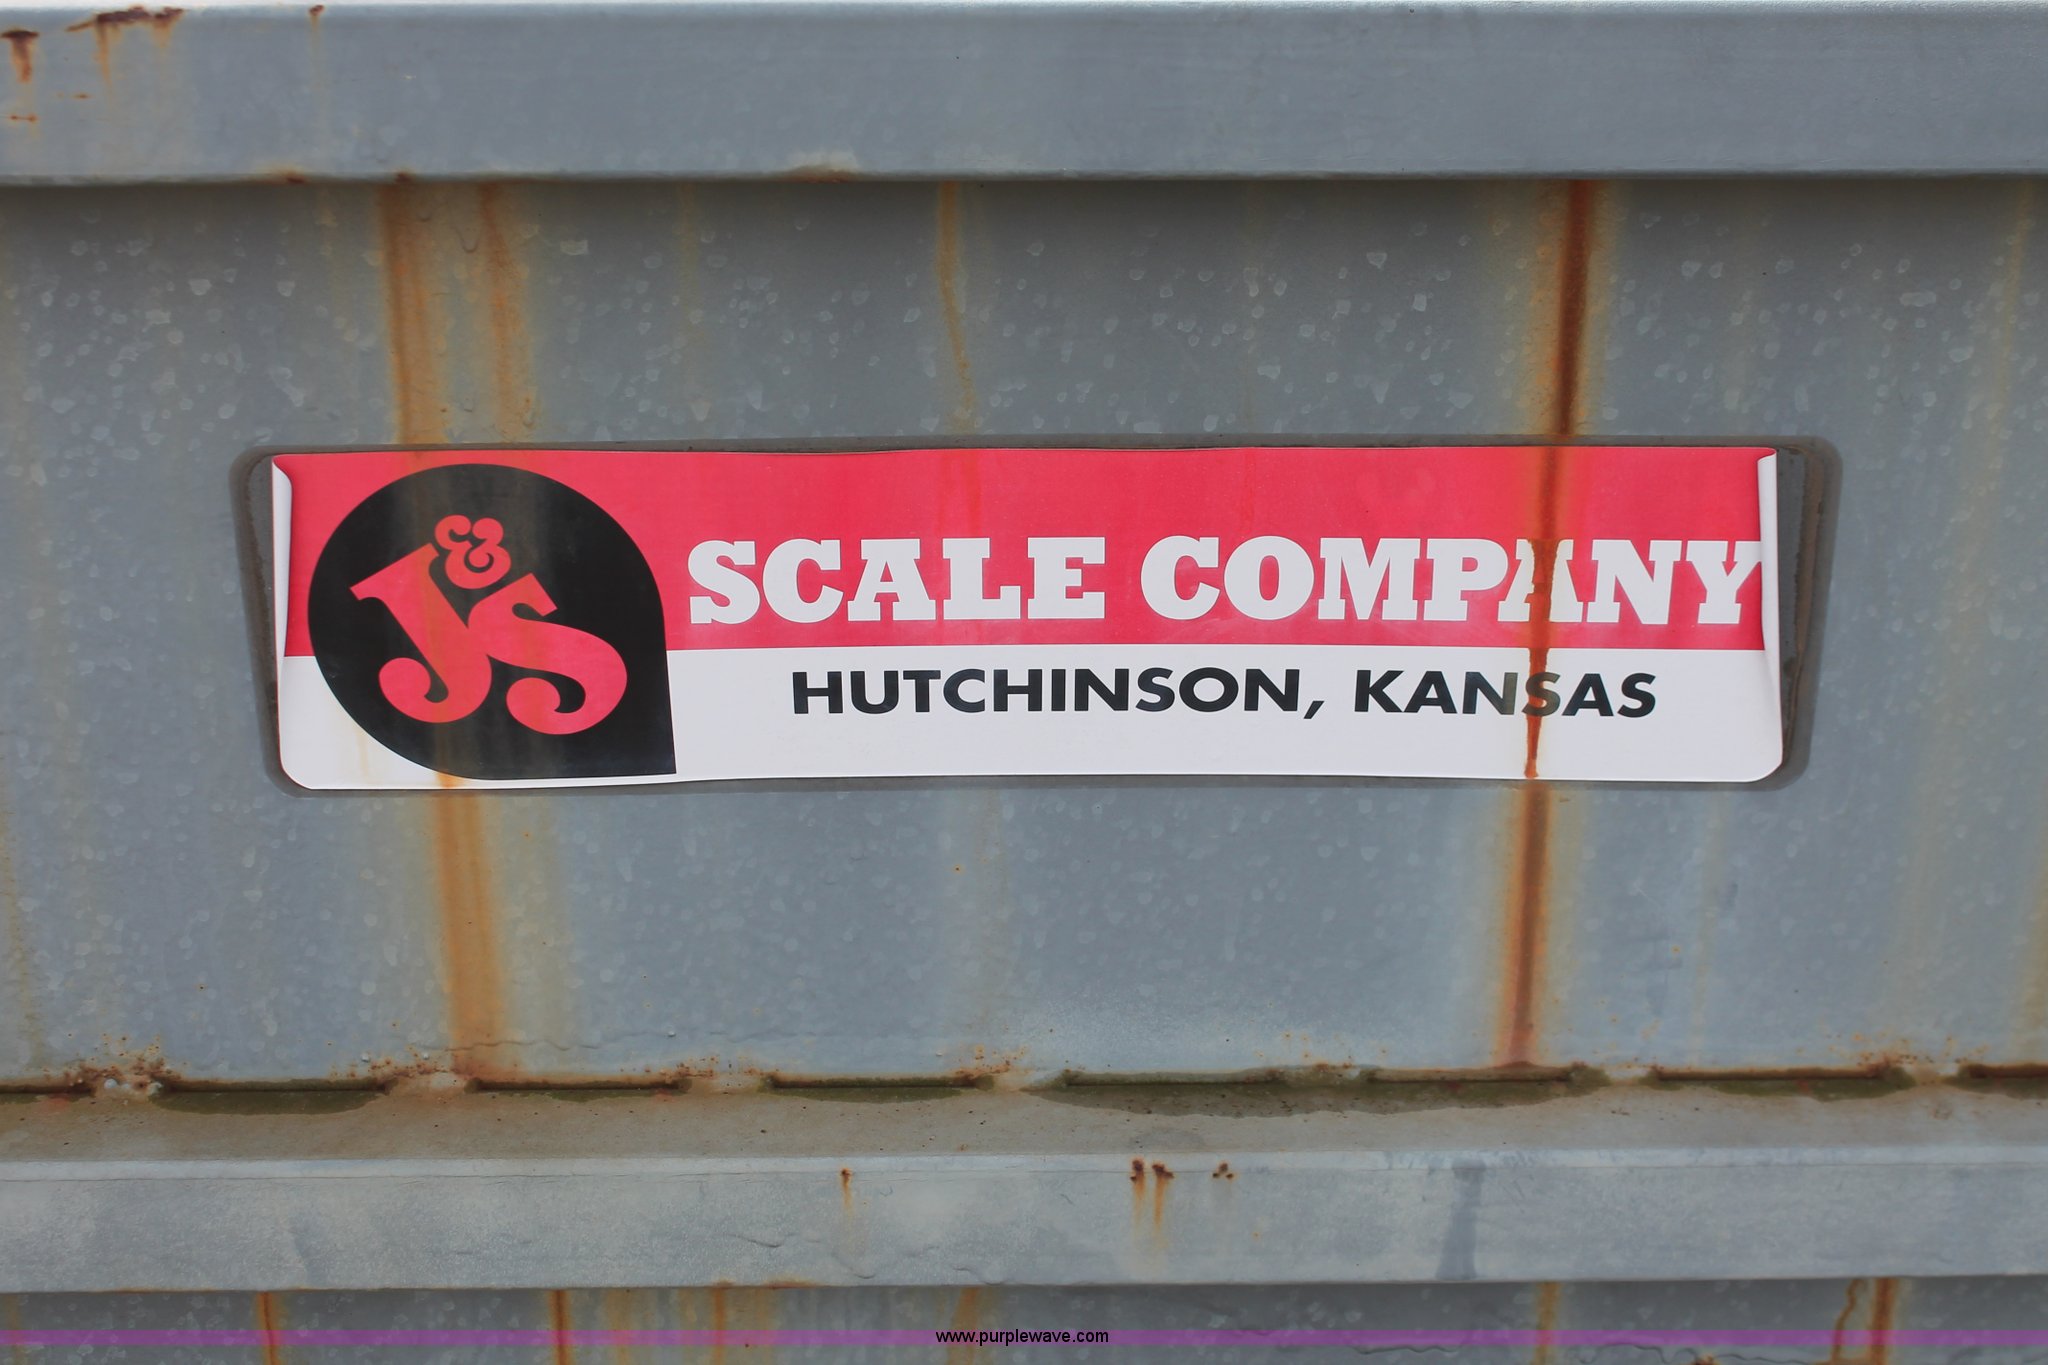 J&S
SCALE COMPANY
HUTCHINSON, KANSAS
www.purplewave.com